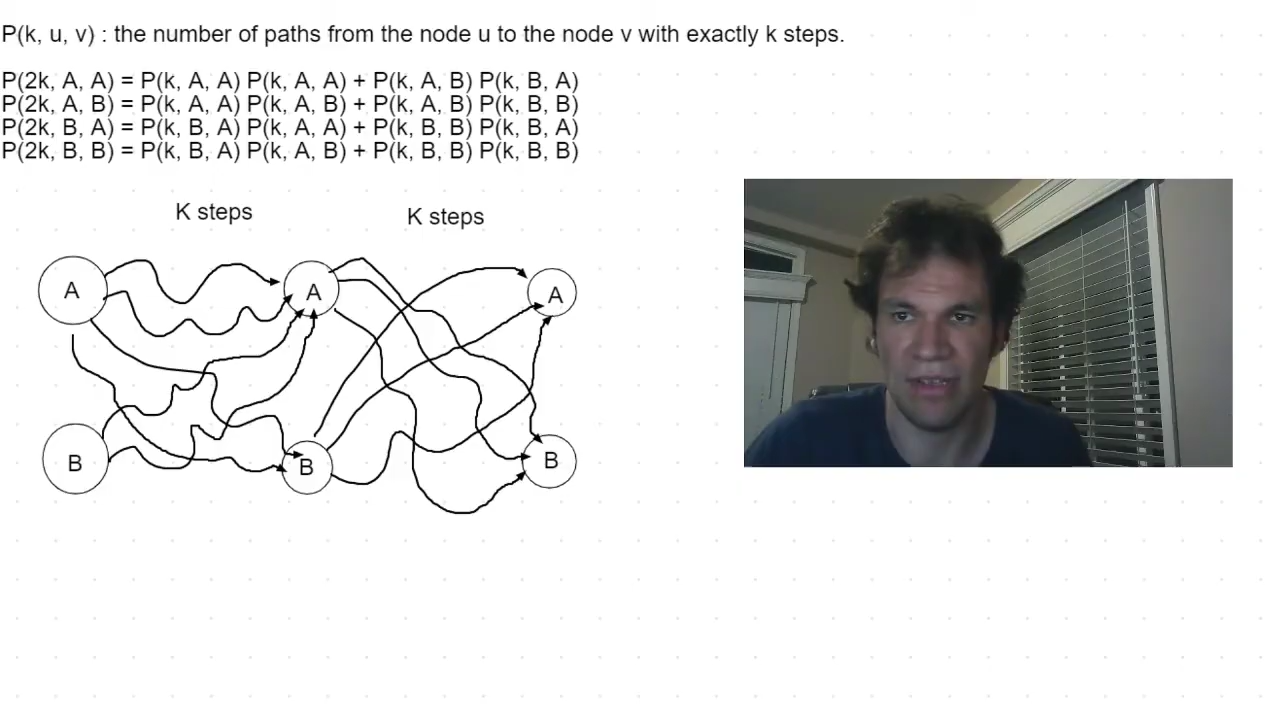 P(k, u, v) : the number of paths from the node u to the node v with exactly k steps.
P(2k, A, A) = P(k, A, A) P(k, A, A) + P(k, A, B) P(k, B, A)
P(2k, A, B) = P(k, A, A) P(k, A, B) + P(k, A, B) P(k, B, B)
P(2k, B, A) = P(k, B, A) P(k, A, A) + P(k, B, B) P(k, B, A)
P(2k, B, B) = P(k, B, A) P(k, A, B) + P(k, B, B) P(k, B, B)
K steps
K steps
A
A
A
B
B
B